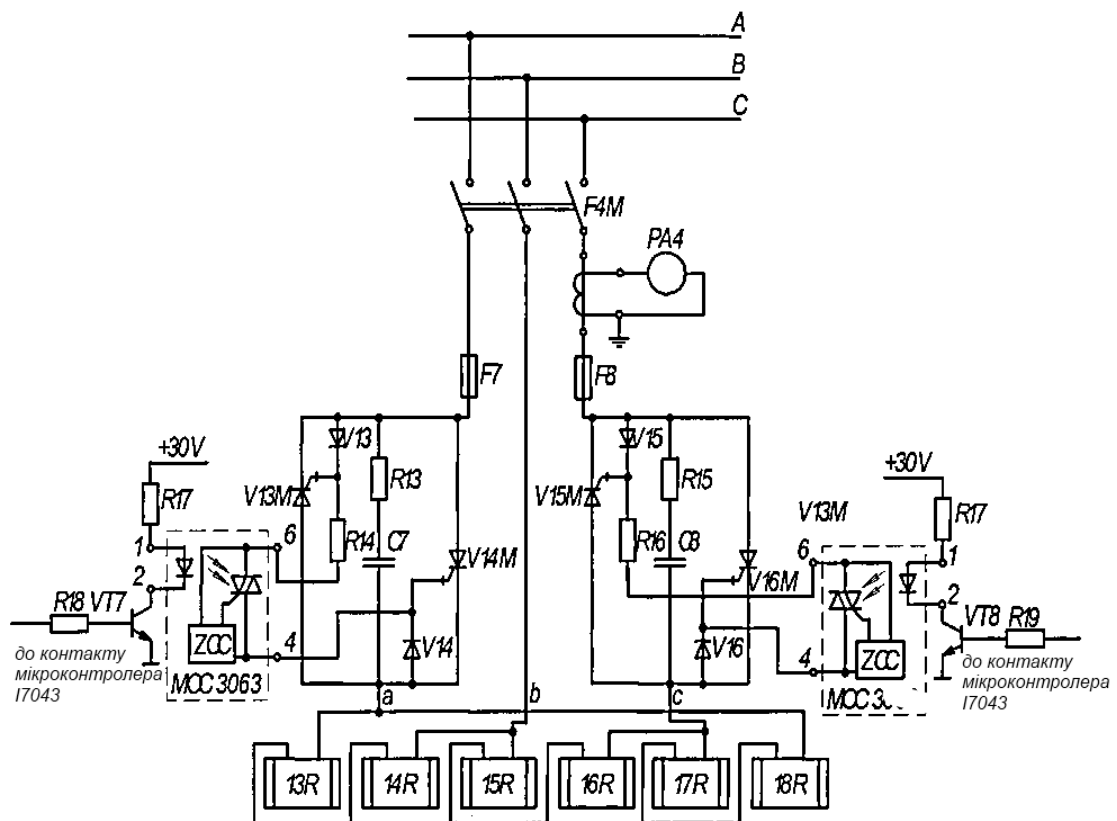 A
B
C
F4M
PA4
F7
F8
+30V
R17
V13
R13
V13M
R14
C7
V14M
V14
1
2
6
4
R18
VT7
ZCC
MOC 3063
до контакту
мікроконтролера
I7043
V15
R15
V15M
R16
C8
V16M
V16
V13M
+30V
R17
6
1
2
4
ZCC
VT8
R19
до контакту
мікроконтролера
I7043
a
b
c
13R
14R
15R
16R
17R
18R